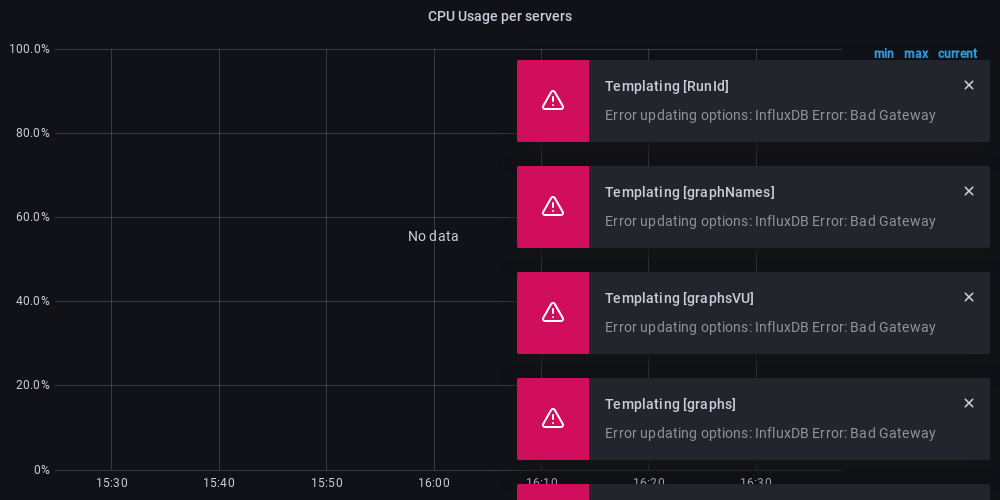 CPU Usage per servers
100.0%
min max current
80.0%
60.0%
No data
40.0%
20.0%
0%
15:30 15:40 15:50 16:00 16:10 16:20 16:30
Templating [RunId]
Error updating options: InfluxDB Error: Bad Gateway
Templating [graphNames]
Error updating options: InfluxDB Error: Bad Gateway
Templating [graphsVU]
Error updating options: InfluxDB Error: Bad Gateway
Templating [graphs]
Error updating options: InfluxDB Error: Bad Gateway